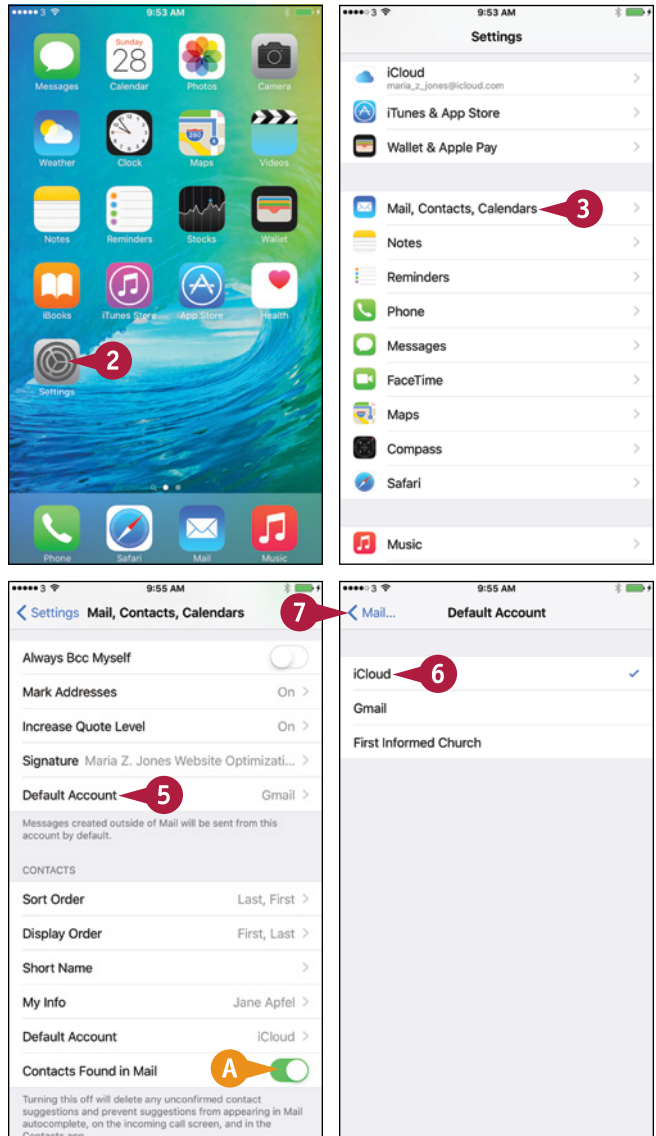 ●●●●● 3 9:53 AM
Sunday
28
280
Messages Calendar Photos Camera
Weather Clock Maps Videos
Notes Reminders Stocks Wallet
iBooks iTunes Store App Store Health
2
Settings
Phone Safari Mail Music
●●●●○ 3 9:53 AM
Settings
iCloud
maria_z_jones@icloud.com
iTunes & App Store
Wallet & Apple Pay
Mail, Contacts, Calendars 3
Notes
Reminders
Phone
Messages
FaceTime
Maps
Compass
Safari
Music
●●●●● 3 9:55 AM
Settings Mail, Contacts, Calendars
Always Bcc Myself
Mark Addresses On
Increase Quote Level On
Signature Maria Z. Jones Website Optimizati...
Default Account 5 Gmail
Messages created outside of Mail will be sent from this
account by default.
CONTACTS
Sort Order Last, First
Display Order First, Last
Short Name
My Info Jane Apfel
Default Account iCloud
Contacts Found in Mail A
Turning this off will delete any unconfirmed contact
suggestions and prevent suggestions from appearing in Mail
autocomplete, on the incoming call screen, and in the
Contacts app.
●●●●○ 3 9:55 AM
7 Mail... Default Account
iCloud 6
Gmail
First Informed Church